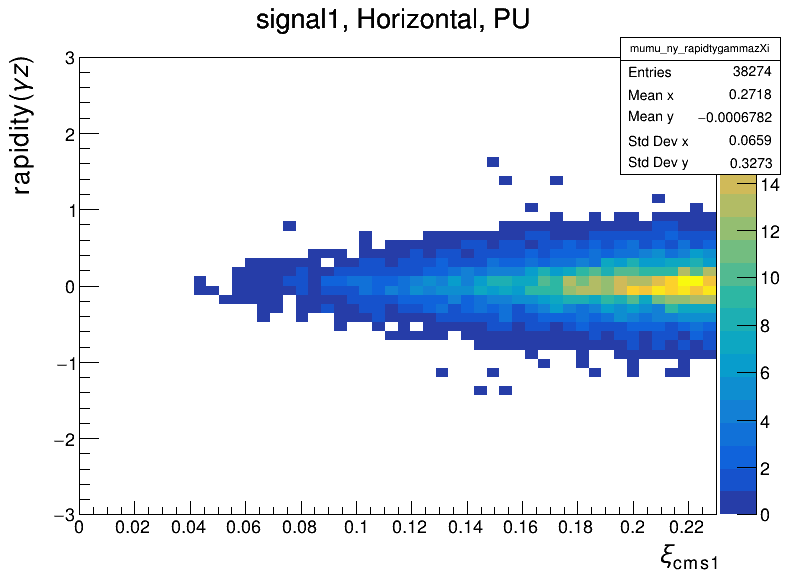 signal1, Horizontal, PU
mumu_ny_rapidtygammazXi
Entries 38274
Mean x 0.2718
Mean y −0.0006782
Std Dev x 0.0659
Std Dev y 0.3273
rapidity(γz)
3
2
1
0
−1
−2
−3
14
12
10
8
6
4
2
0
0 0.02 0.04 0.06 0.08 0.1 0.12 0.14 0.16 0.18 0.2 0.22
ξcms1